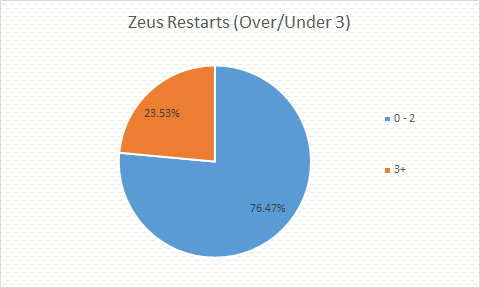 Zeus Restarts (Over/Under 3)
23.53%
76.47%
0 - 2
3+